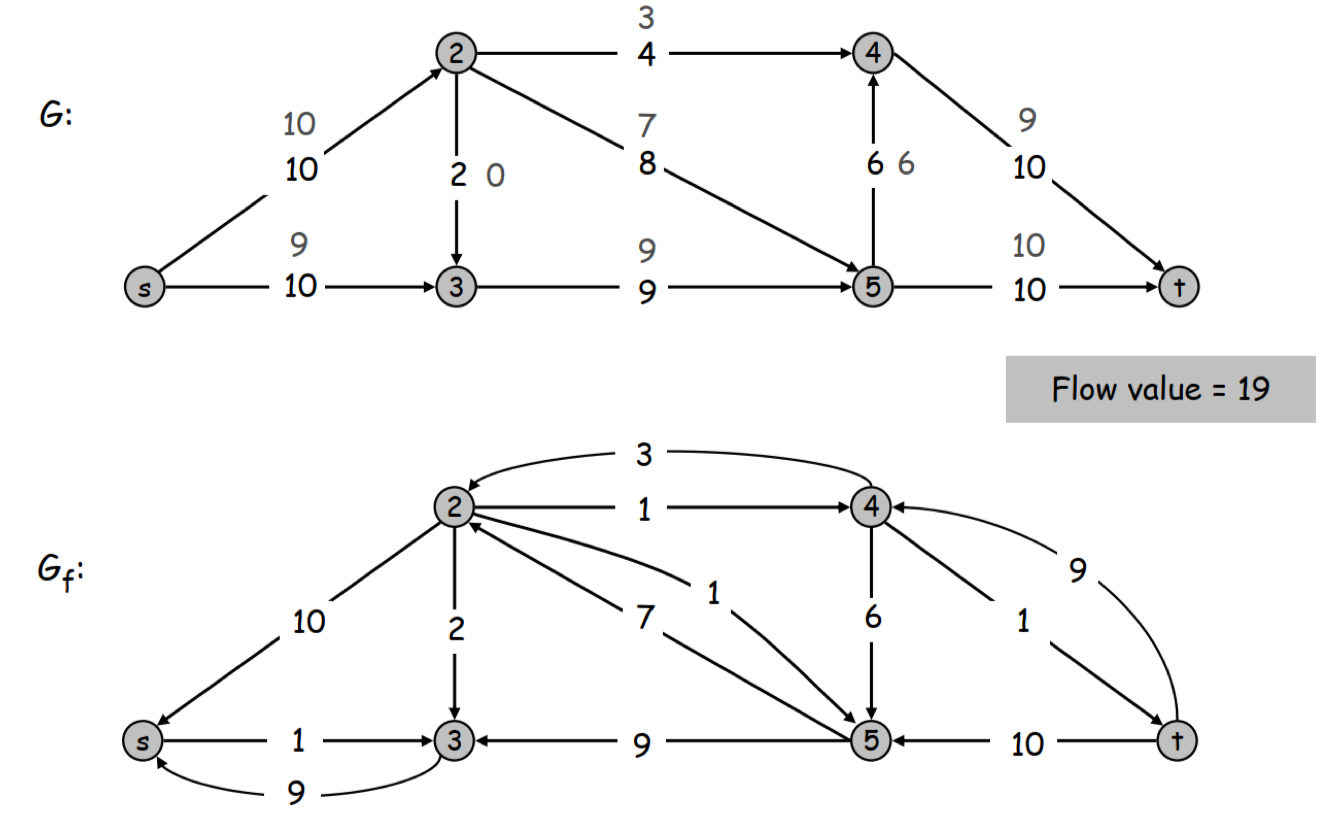 3
2 4 4
G:
10 7 9
10 8 10
2 0 6 6
9 9 10
s 10 3 9 5 10 t
Flow value = 19
3
2 1 4
Gf:
9
1
10 2 7 6 1
s 1 3 9 5 10 t
9